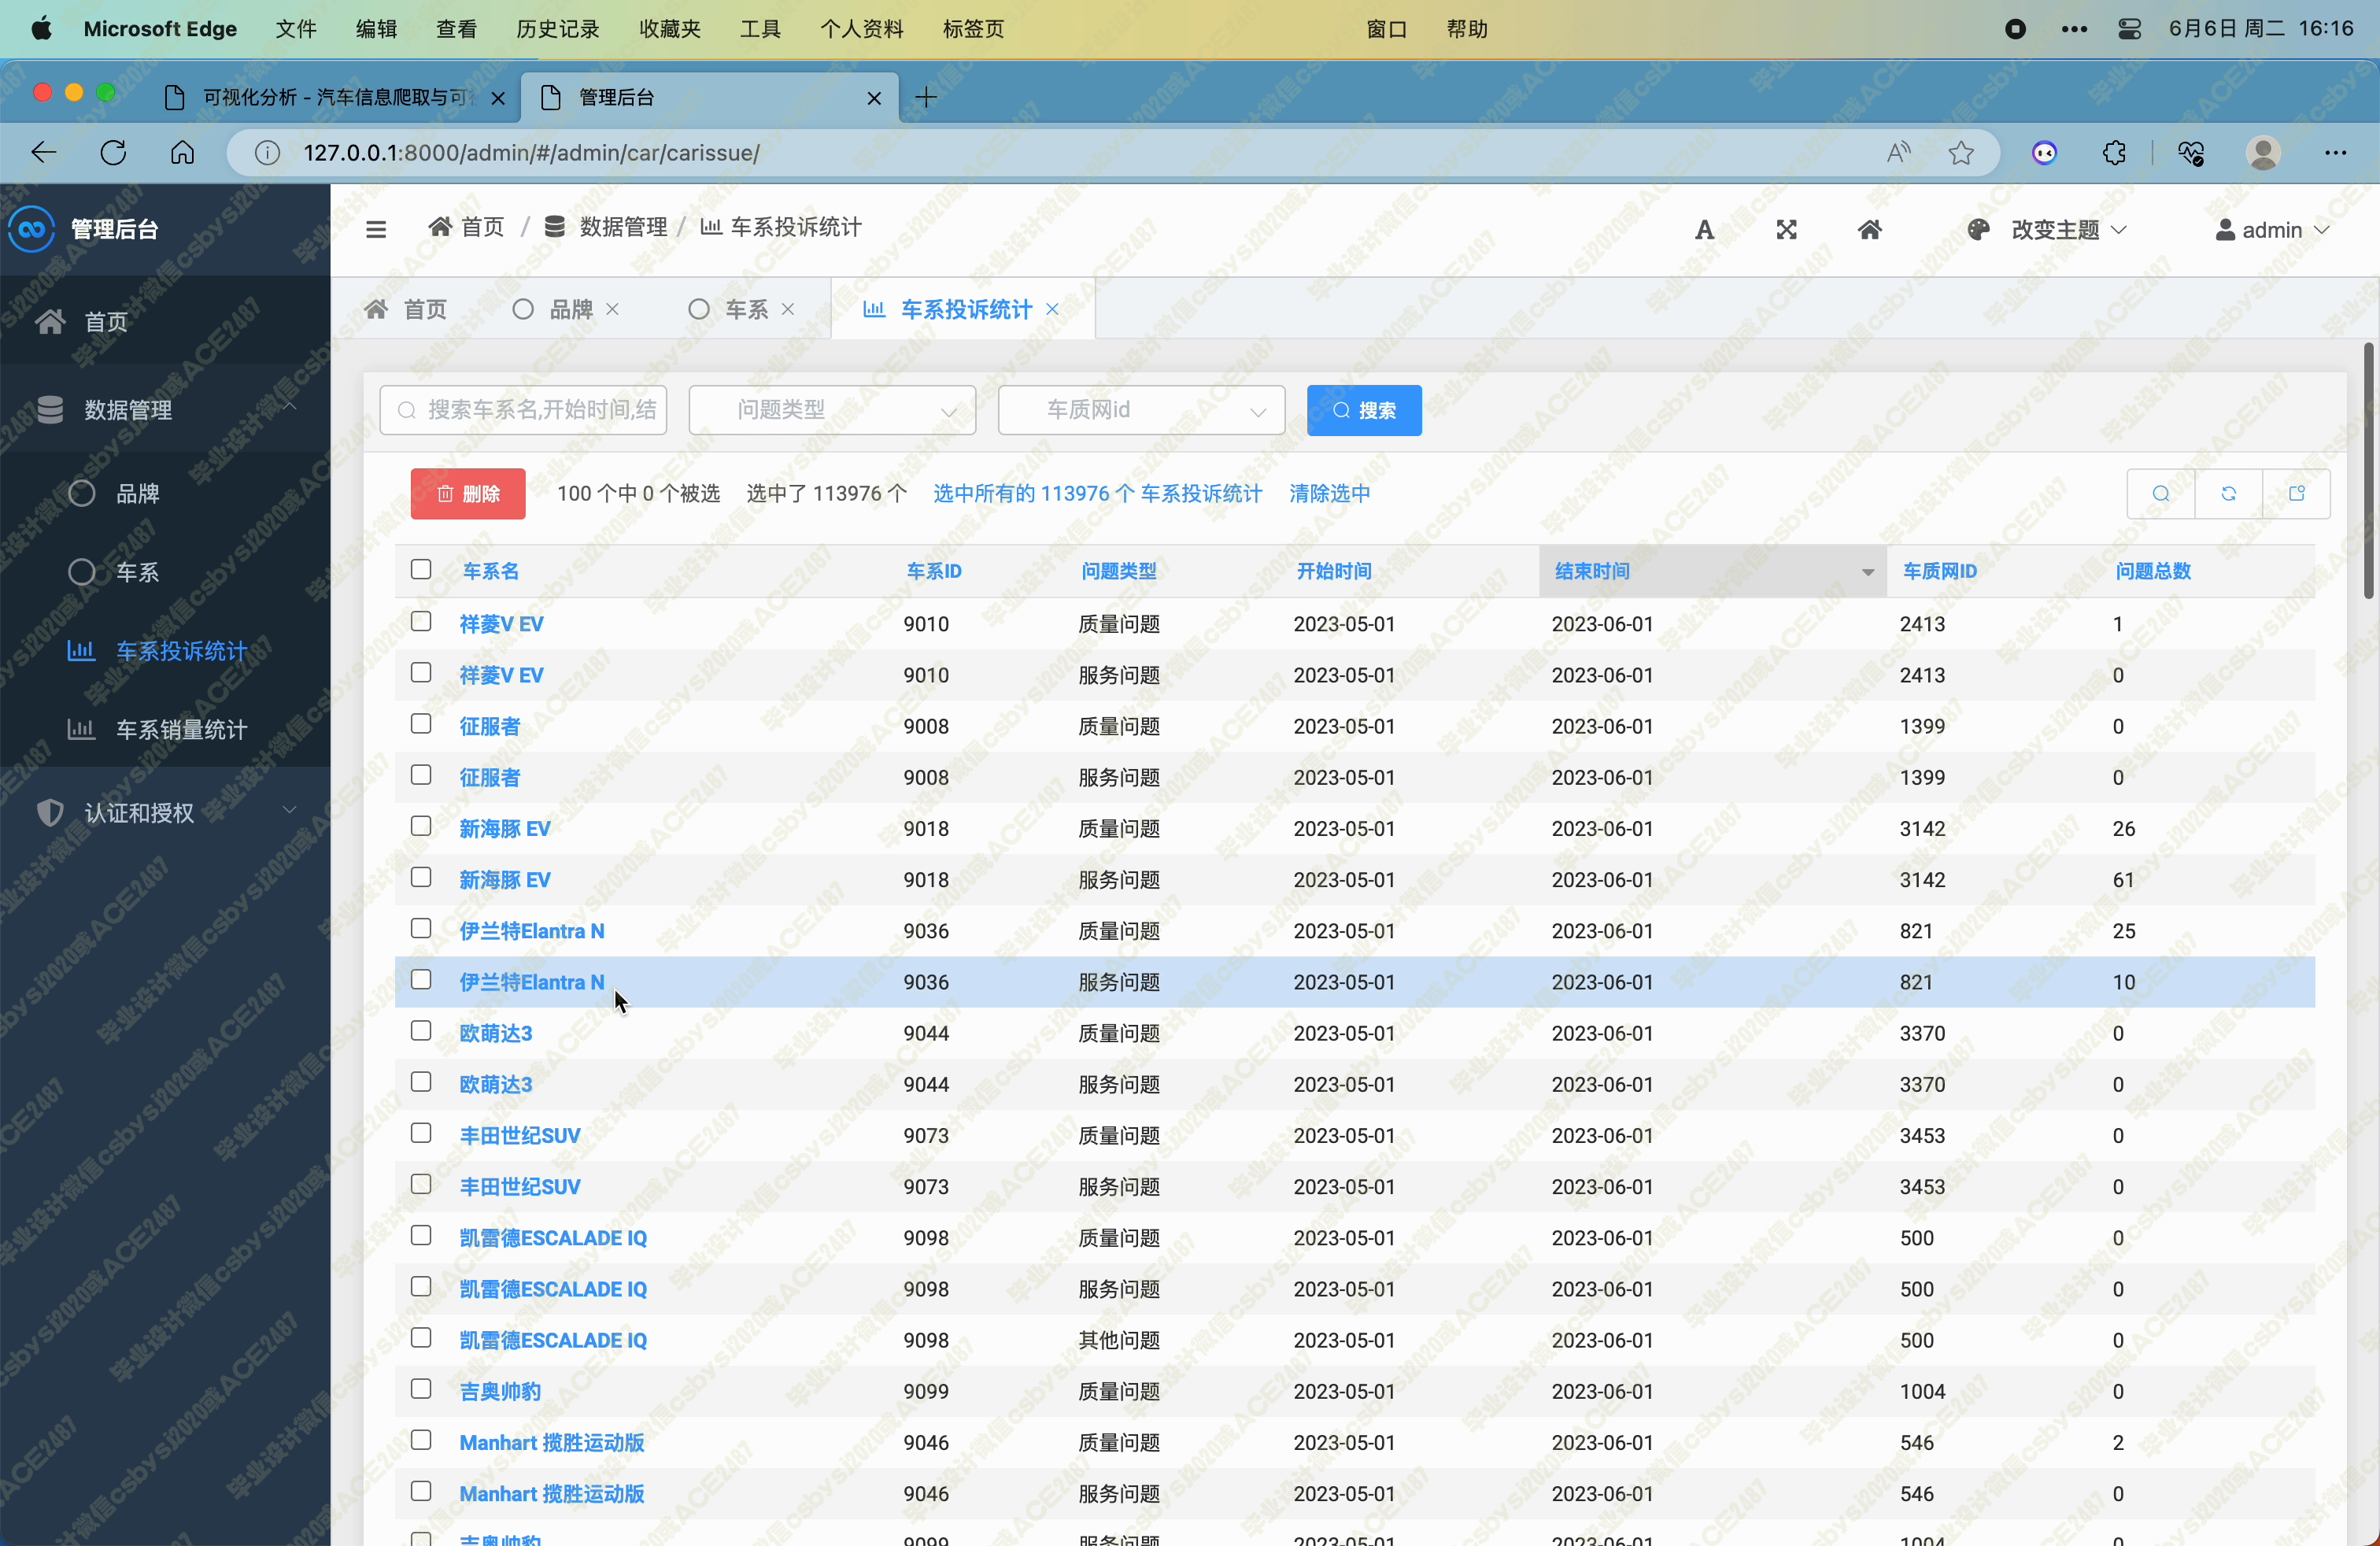 Microsoft Edge 文件 编辑 查看 历史记录 收藏夹 工具 个人资料 标签页 窗口 帮助 6月6日 周二 16:16
可视化分析 - 汽车信息爬取与可 管理后台
127.0.0.1:8000/admin/#/admin/car/carissue/
管理后台
首页 / 数据管理 / 车系投诉统计 改变主题 admin
首页 品牌 车系 车系投诉统计
首页
数据管理
品牌
车系
车系投诉统计
车系销量统计
认证和授权
搜索车系名,开始时间,结 问题类型 车质网id 搜索
删除 100 个中 0 个被选 选中了 113976 个 选中所有的 113976 个 车系投诉统计 清除选中
车系名 车系ID 问题类型 开始时间 结束时间 车质网ID 问题总数
祥菱V EV 9010 质量问题 2023-05-01 2023-06-01 2413 1
祥菱V EV 9010 服务问题 2023-05-01 2023-06-01 2413 0
征服者 9008 质量问题 2023-05-01 2023-06-01 1399 0
征服者 9008 服务问题 2023-05-01 2023-06-01 1399 0
新海豚 EV 9018 质量问题 2023-05-01 2023-06-01 3142 26
新海豚 EV 9018 服务问题 2023-05-01 2023-06-01 3142 61
伊兰特Elantra N 9036 质量问题 2023-05-01 2023-06-01 821 25
伊兰特Elantra N 9036 服务问题 2023-05-01 2023-06-01 821 10
欧萌达3 9044 质量问题 2023-05-01 2023-06-01 3370 0
欧萌达3 9044 服务问题 2023-05-01 2023-06-01 3370 0
丰田世纪SUV 9073 质量问题 2023-05-01 2023-06-01 3453 0
丰田世纪SUV 9073 服务问题 2023-05-01 2023-06-01 3453 0
凯雷德ESCALADE IQ 9098 质量问题 2023-05-01 2023-06-01 500 0
凯雷德ESCALADE IQ 9098 服务问题 2023-05-01 2023-06-01 500 0
凯雷德ESCALADE IQ 9098 其他问题 2023-05-01 2023-06-01 500 0
吉奥帅豹 9099 质量问题 2023-05-01 2023-06-01 1004 0
Manhart 揽胜运动版 9046 质量问题 2023-05-01 2023-06-01 546 2
Manhart 揽胜运动版 9046 服务问题 2023-05-01 2023-06-01 546 0
吉奥帅豹 9099 服务问题 2023-05-01 2023-06-01 1004 0
毕业设计微信csbysj2020或ACE2487